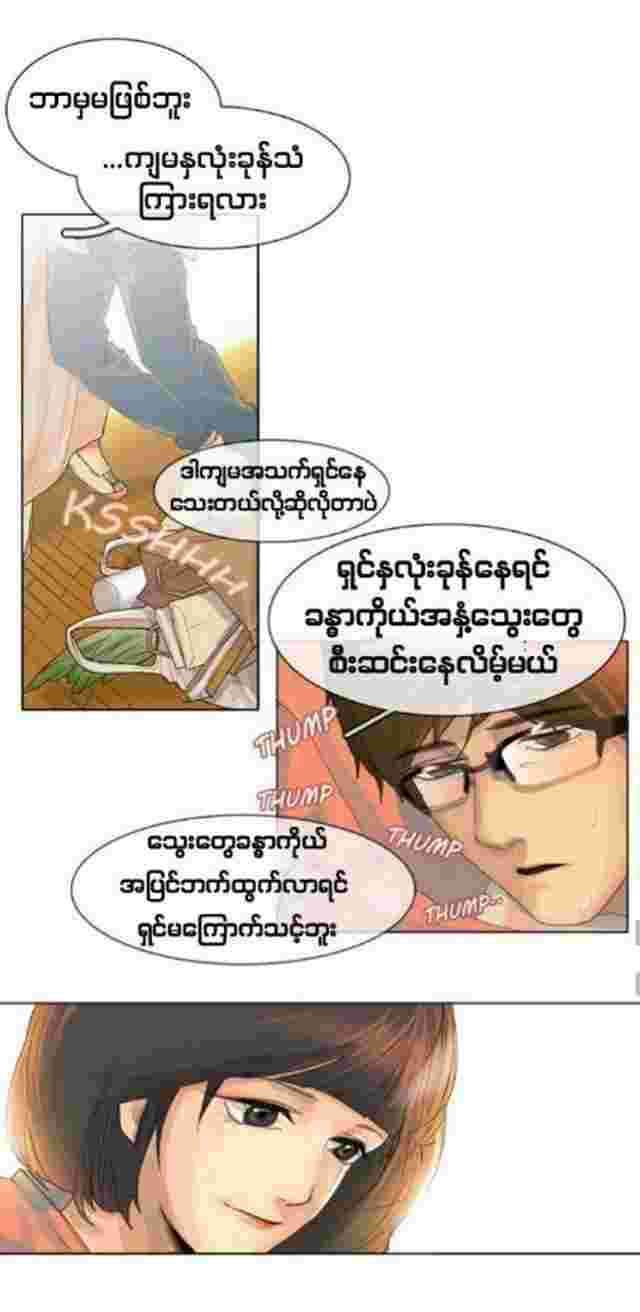 ဘာမှမဖြစ်ဘူး
...ကျမနှလုံးခုန်သံ
ကြားရလား
ဒါကျမအသက်ရှင်နေ
သေးတယ်လို့ဆိုလိုတာပဲ
KSSHHH
ရှင်နှလုံးခုန်နေရင်
ခန္ဓာကိုယ်အနှံ့သွေးတွေ
စီးဆင်းနေလိမ့်မယ်
THUMP
THUMP
THUMP
THUMP..
သွေးတွေခန္ဓာကိုယ်
အပြင်ဘက်ထွက်လာရင်
ရှင်မကြောက်သင့်ဘူး